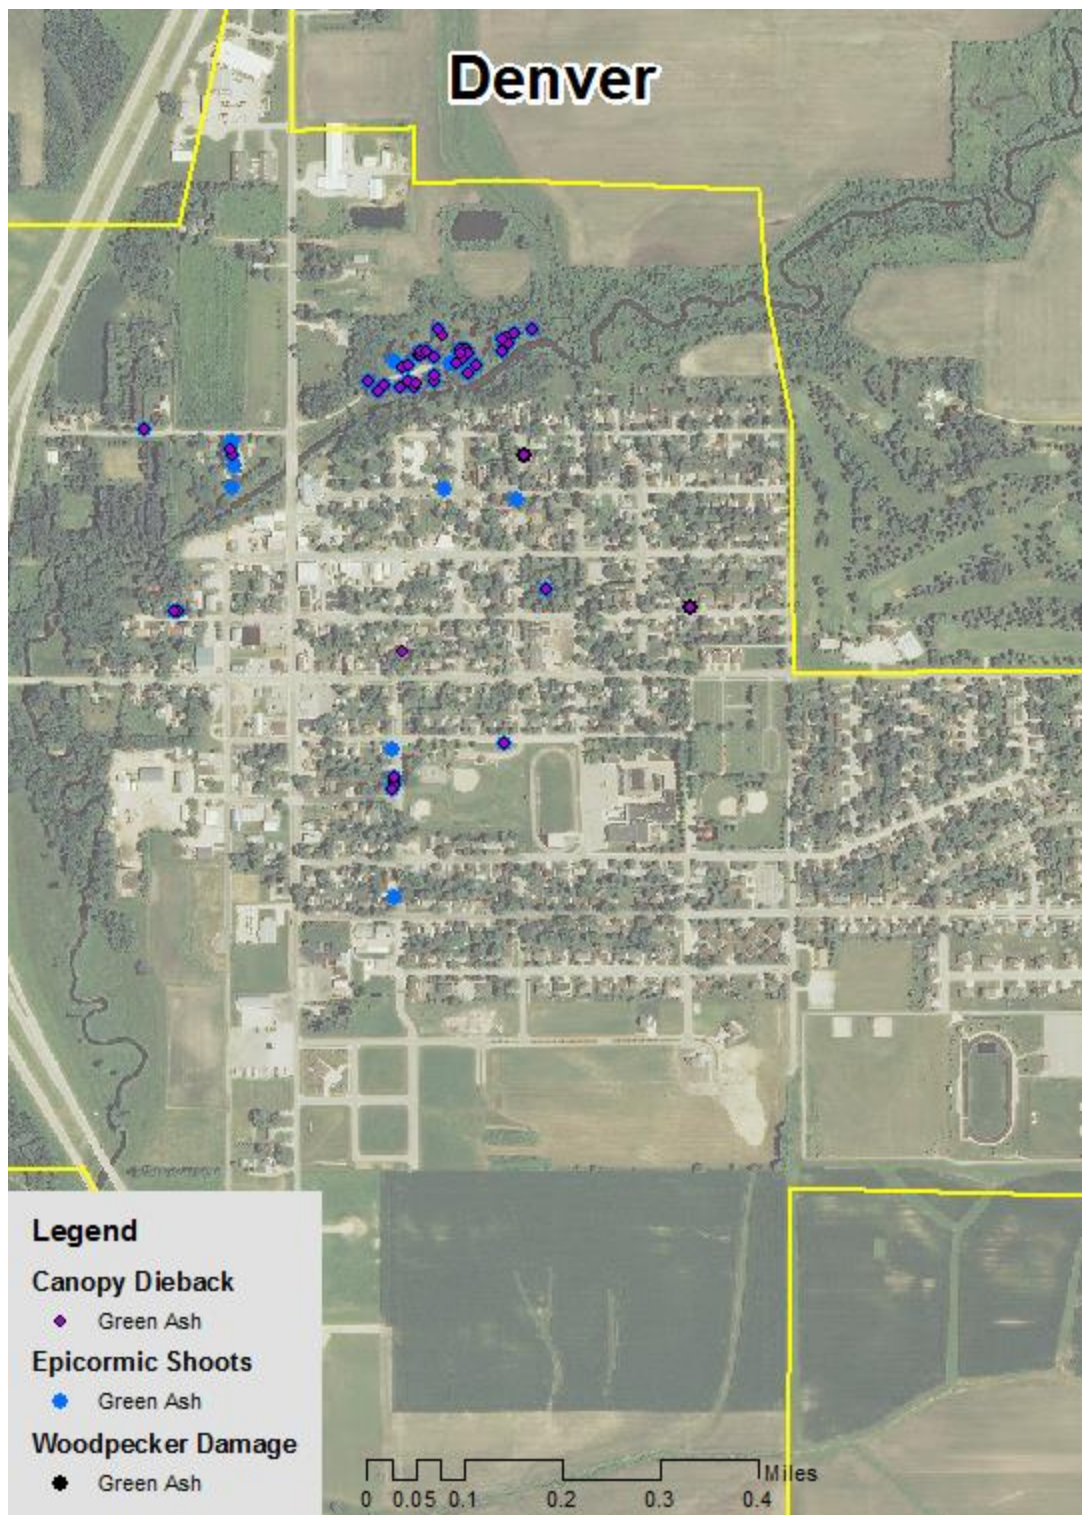 Denver
Legend
Canopy Dieback
Green Ash
Epicormic Shoots
Green Ash
Woodpecker Damage
Green Ash
Miles
0 0.05 0.1 0.2 0.3 0.4